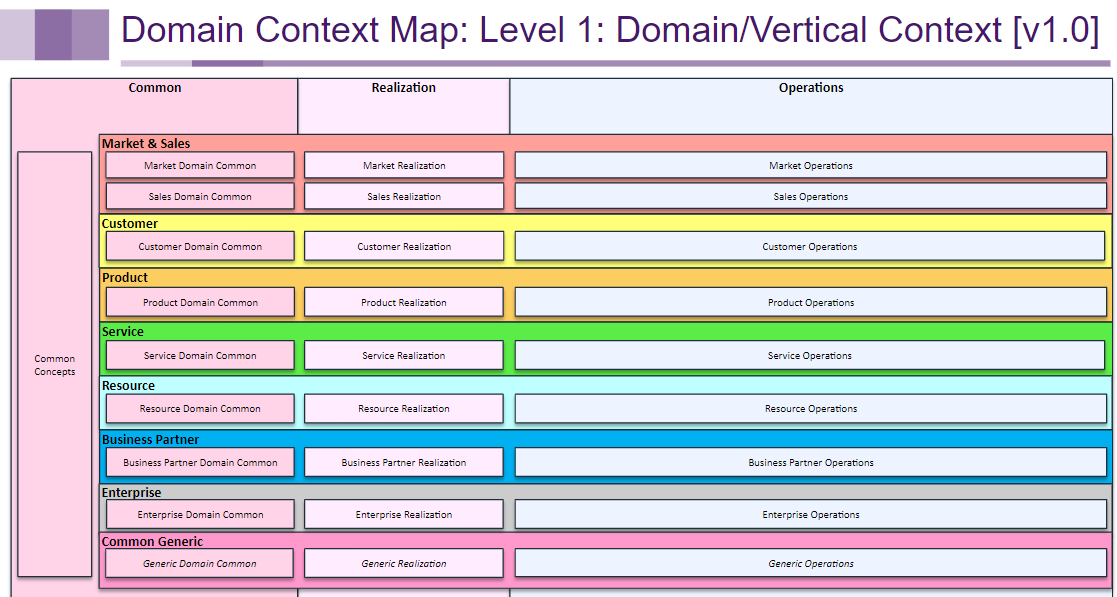 Domain Context Map: Level 1: Domain/Vertical Context [v1.0]
Common Realization Operations
Market & Sales
Market Domain Common Market Realization Market Operations
Sales Domain Common Sales Realization Sales Operations
Customer
Customer Domain Common Customer Realization Customer Operations
Product
Product Domain Common Product Realization Product Operations
Service
Service Domain Common Service Realization Service Operations
Common
Concepts
Resource
Resource Domain Common Resource Realization Resource Operations
Business Partner
Business Partner Domain Common Business Partner Realization Business Partner Operations
Enterprise
Enterprise Domain Common Enterprise Realization Enterprise Operations
Common Generic
Generic Domain Common Generic Realization Generic Operations